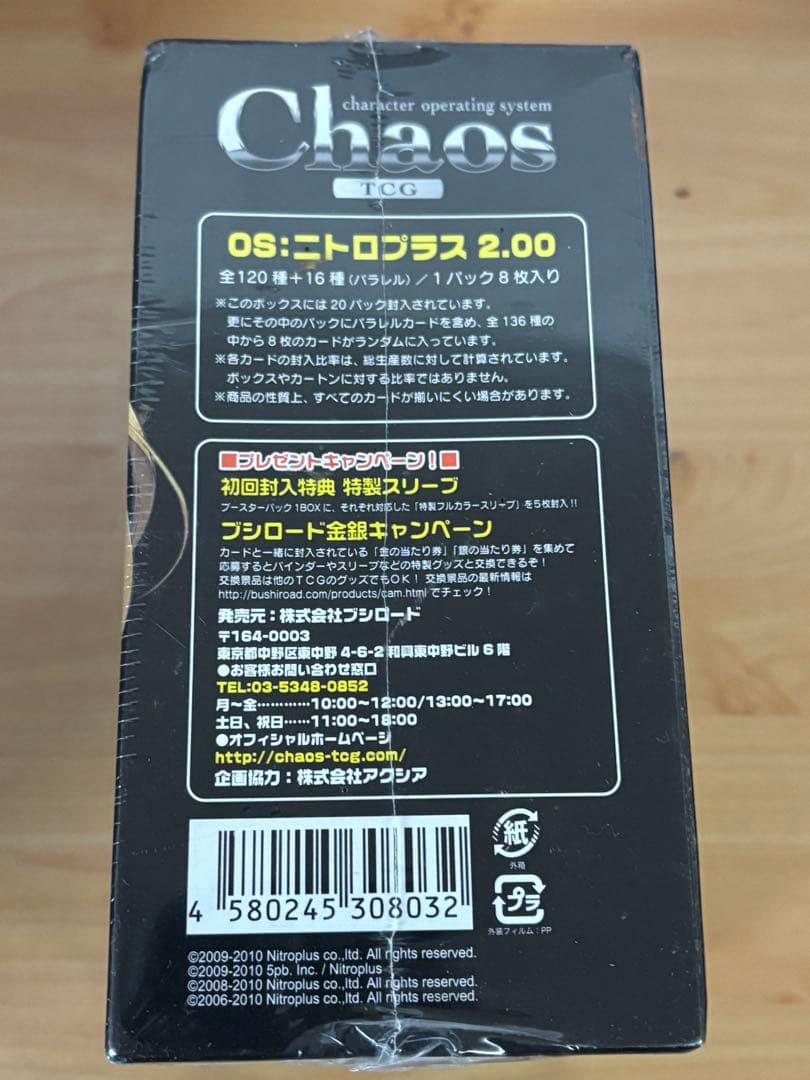 character operating system
Chaos
TCG
OS:ニトロプラス 2.00
全120種+16種(パラレル)/1パック8枚入り
※このボックスには20パック封入されています。
更にその中のパックにパラレルカードを含め、全136種の
中から8枚のカードがランダムに入っています。
※各カードの封入比率は、総生産数に対して計算されています。
ボックスやカートンに対する比率ではありません。
※商品の性質上、すべてのカードが揃いにくい場合があります。
■プレゼントキャンペーン!■
初回封入特典 特製スリーブ
ブースターパック1BOXに、それぞれ対応した「特製フルカラースリーブ」を5枚封入!!
ブシロード金銀キャンペーン
カードと一緒に封入されている「金の当たり券」「銀の当たり券」を集めて
応募するとバインダーやスリーブなどの特製グッズと交換できるぞ!
交換景品は他のTCGのグッズでもOK! 交換景品の最新情報は
http://bushiroad.com/products/cam.htmlでチェック!
発売元:株式会社ブシロード
〒164-0003
東京都中野区東中野4-6-2和興東中野ビル6階
●お客様お問い合わせ窓口
TEL:03-5348-0852
月~金…………10:00~12:00/13:00~17:00
土日、祝日……11:00~18:00
●オフィシャルホームページ
http://chaos-tcg.com/
企画協力:株式会社アクシア
紙
外箱
プラ
外装フィルム:PP
4 580245 308032
©2009-2010 Nitroplus co.,ltd. All rights reserved.
©2009-2010 5pb. Inc. / Nitroplus
©2008-2010 Nitroplus co.,ltd. All rights reserved.
©2006-2010 Nitroplus co.,ltd. All rights reserved.